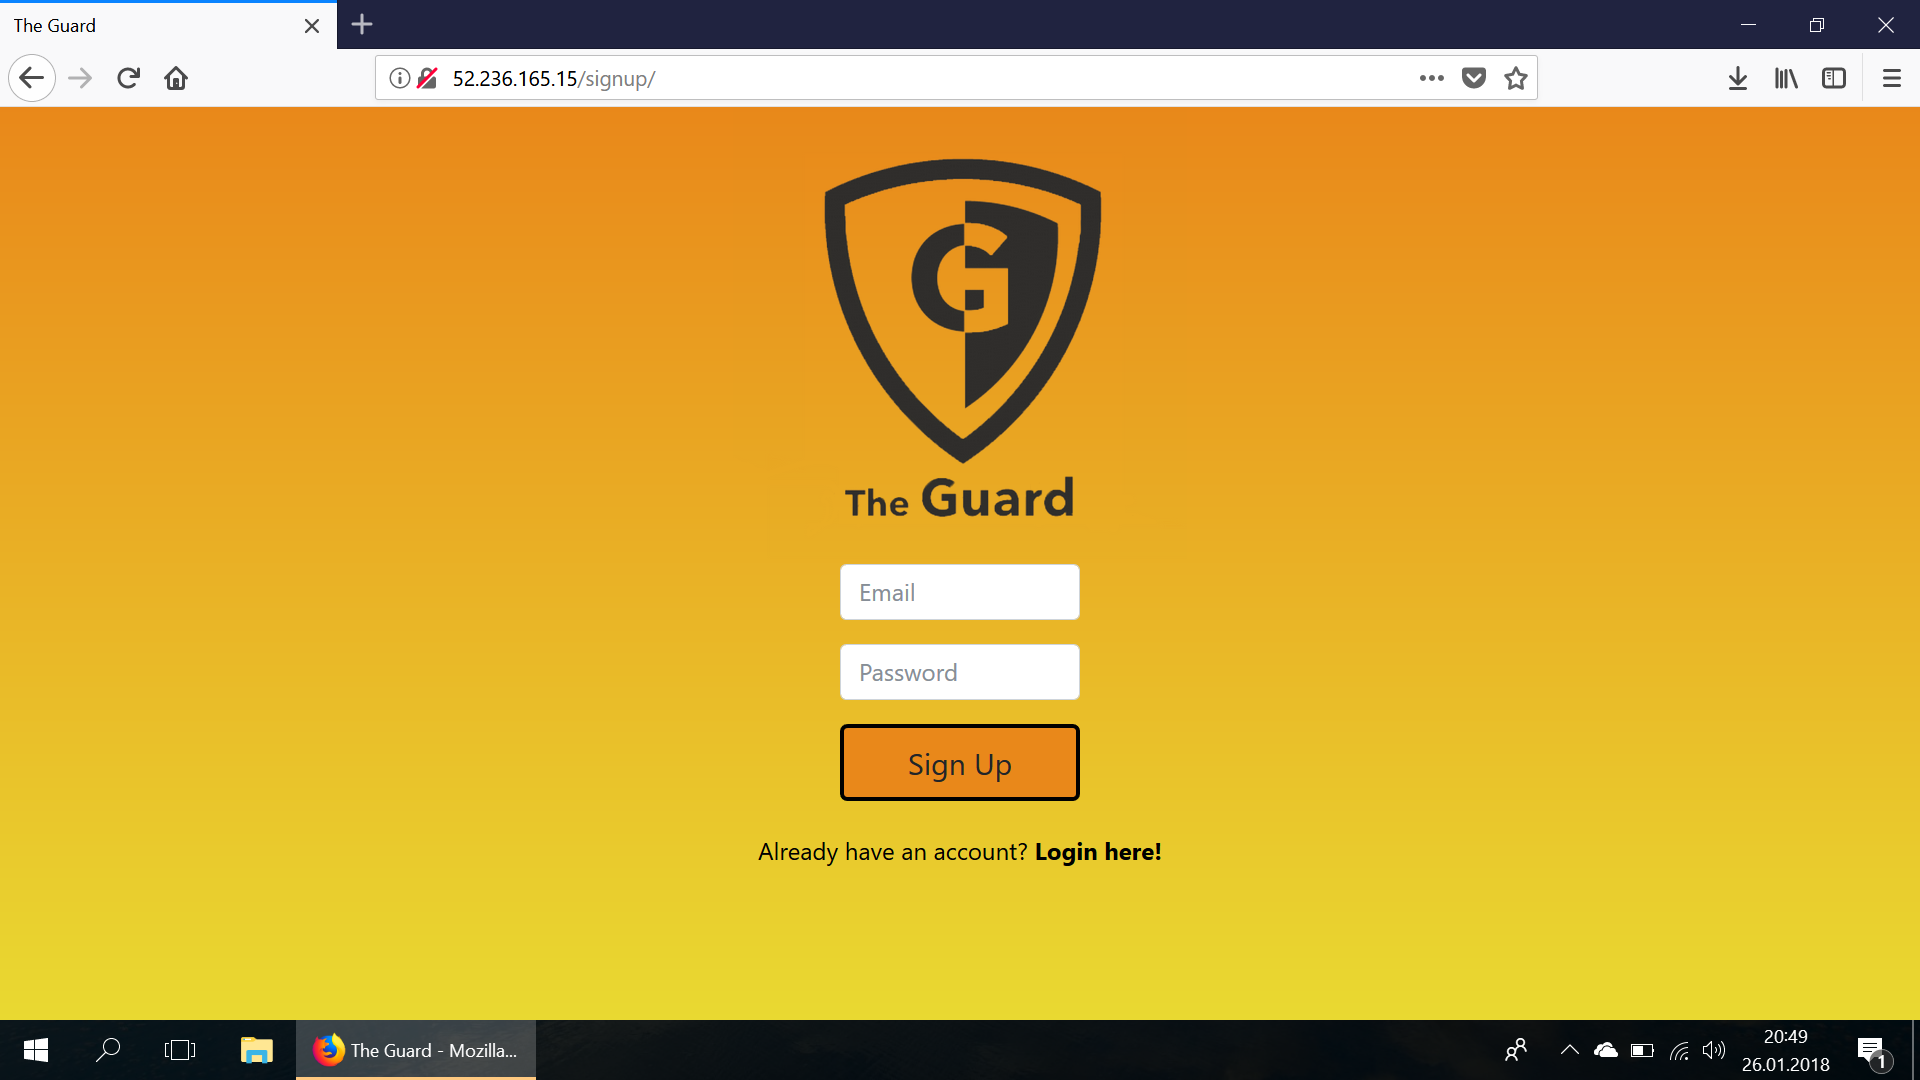 The Guard
52.236.165.15/signup/
G
The Guard
Email
Password
Sign Up
Already have an account? Login here!
The Guard - Mozilla...
20:49
26.01.2018
1